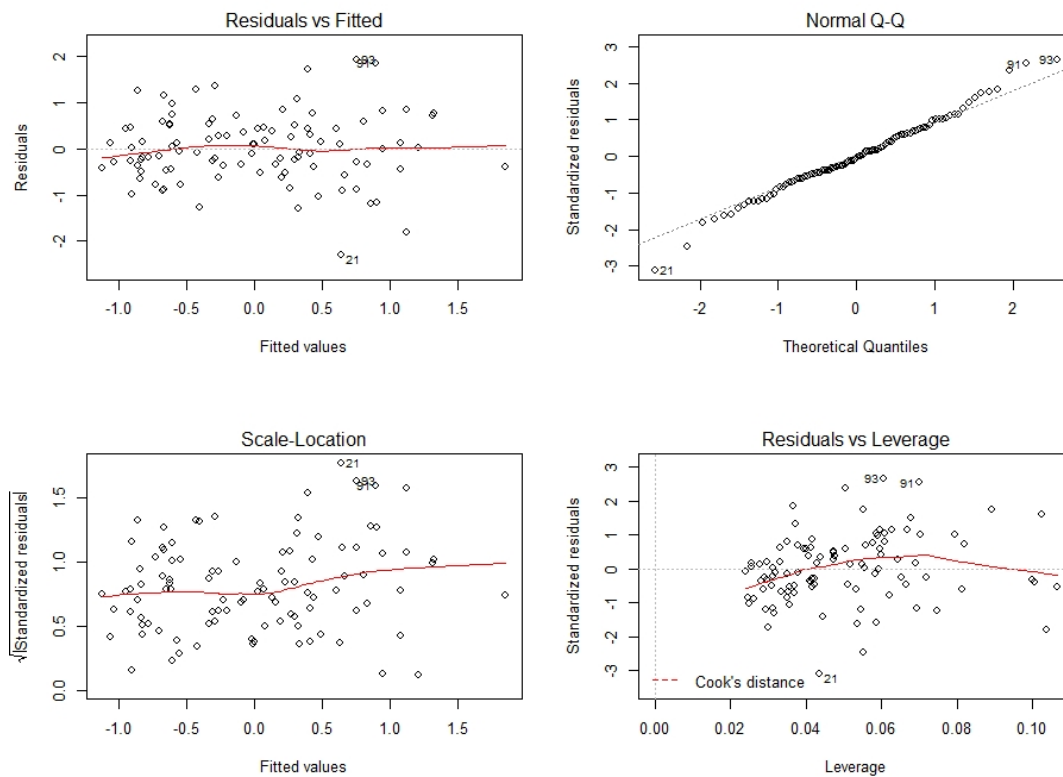 Residuals vs Fitted
Residuals
2
1
0
-1
-2
93
91
21
-1.0 -0.5 0.0 0.5 1.0 1.5
Fitted values
Normal Q-Q
Standardized residuals
3
2
1
0
-1
-2
-3
91 93
21
-2 -1 0 1 2
Theoretical Quantiles
Scale-Location
√|Standardized residuals|
1.5
1.0
0.5
0.0
21
93
91
-1.0 -0.5 0.0 0.5 1.0 1.5
Fitted values
Residuals vs Leverage
Standardized residuals
3
2
1
0
-1
-2
-3
93 91
21
Cook's distance
0.00 0.02 0.04 0.06 0.08 0.10
Leverage